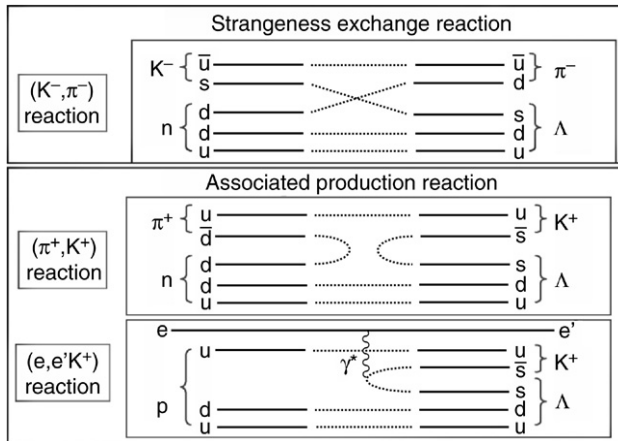 Strangeness exchange reaction
(K⁻,π⁻)
reaction
K⁻ { u̅ u̅ } π⁻
s d
n { d s } Λ
d d
u u
Associated production reaction
(π⁺,K⁺)
reaction
π⁺ { u u } K⁺
d̅ s̅
n { d s } Λ
d d
u u
(e,e'K⁺)
reaction
e e'
u γ* u } K⁺
s̅
p { s } Λ
d d
u u